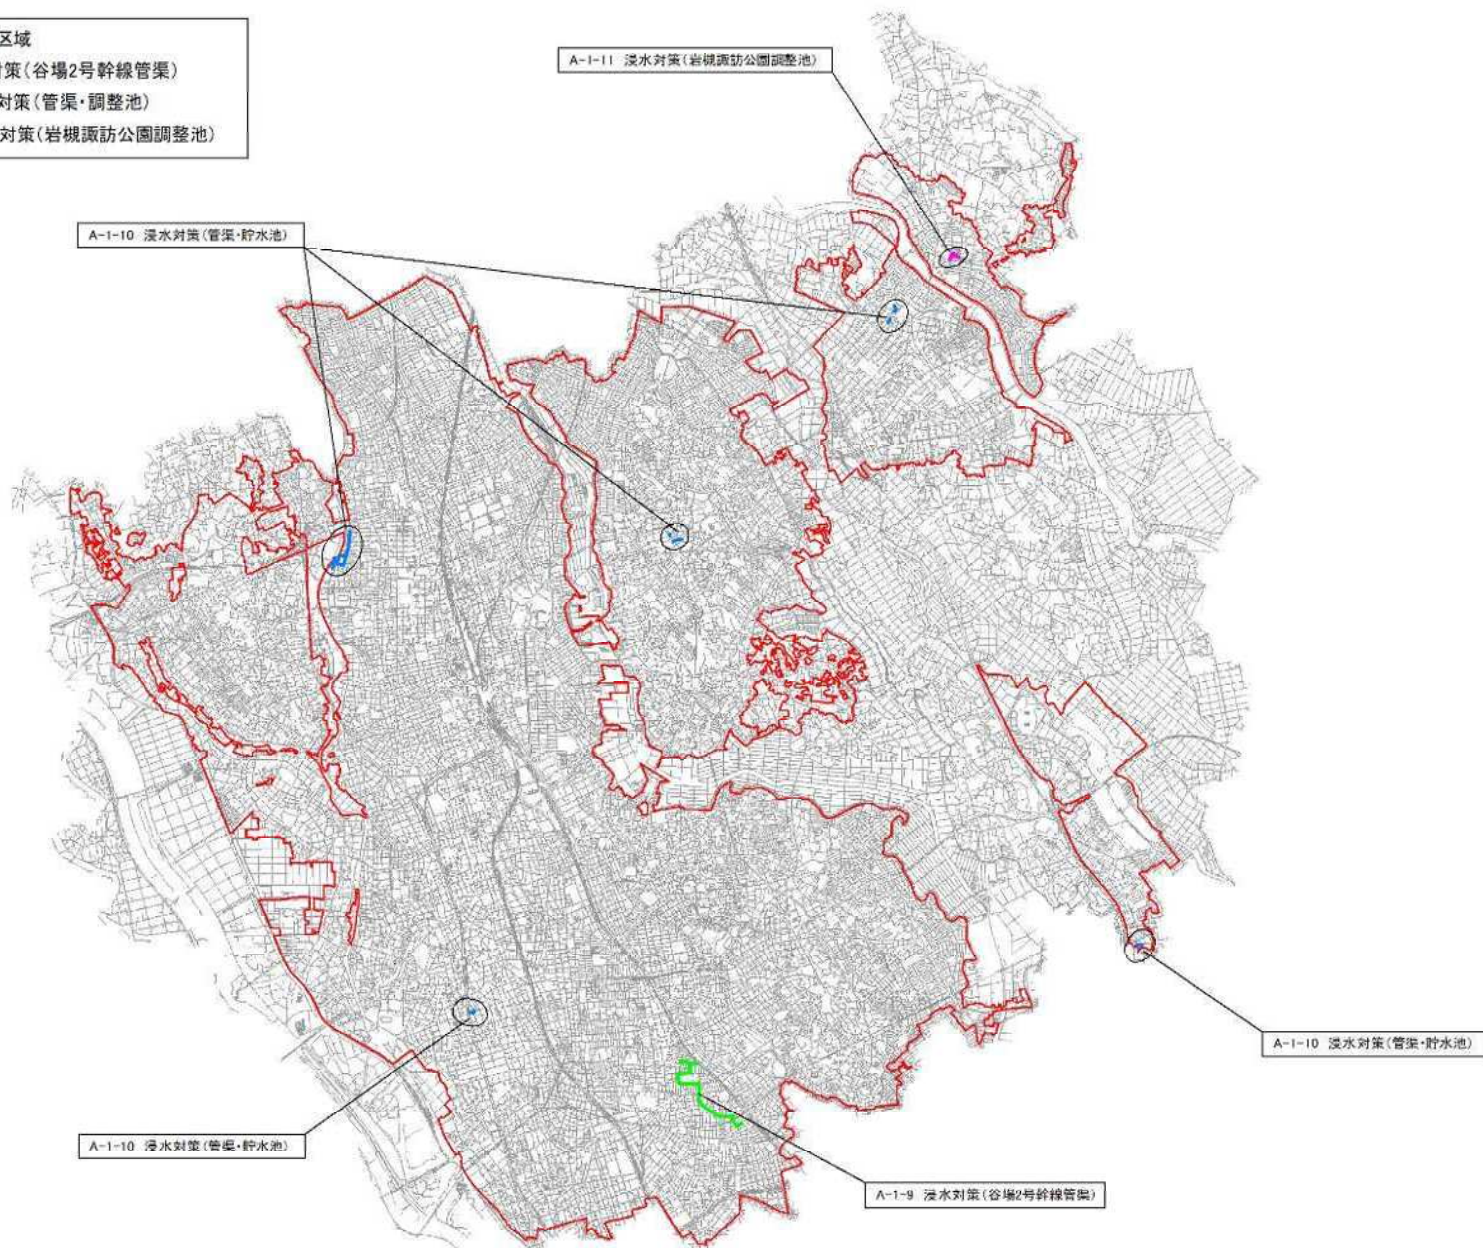 区域
対策(谷場2号幹線管渠)
対策(管渠・調整池)
対策(岩槻諏訪公園調整池)
A-1-11 浸水対策(岩槻諏訪公園調整池)
A-1-10 浸水対策(管渠・貯水池)
A-1-10 浸水対策(管渠・貯水池)
A-1-10 浸水対策(管渠・貯水池)
A-1-9 浸水対策(谷場2号幹線管渠)